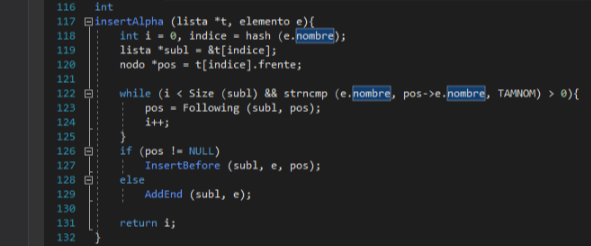 116 int
117 insertAlpha (lista *t, elemento e){
118 int i = 0, indice = hash (e.nombre);
119 lista *subl = &t[indice];
120 nodo *pos = t[indice].frente;
121
122 while (i < Size (subl) && strncmp (e.nombre, pos->e.nombre, TAMNOM) > 0){
123 pos = Following (subl, pos);
124 i++;
125 }
126 if (pos != NULL)
127 InsertBefore (subl, e, pos);
128 else
129 AddEnd (subl, e);
130
131 return i;
132 }